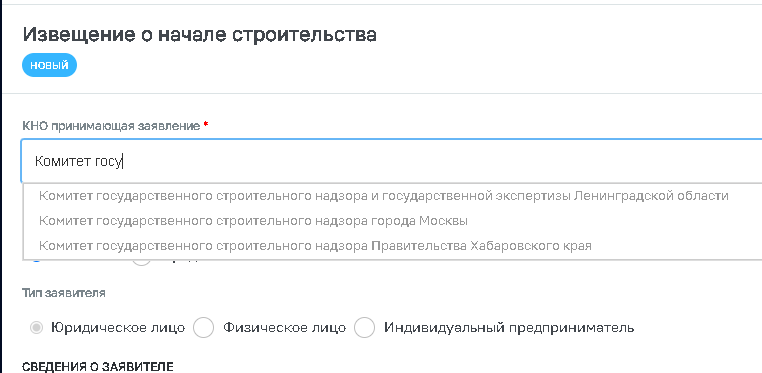 Извещение о начале строительства
НОВЫЙ
КНО принимающая заявление *
Комитет госу
Комитет государственного строительного надзора и государственной экспертизы Ленинградской области
Комитет государственного строительного надзора города Москвы
Комитет государственного строительного надзора Правительства Хабаровского края
Тип заявителя
Юридическое лицо Физическое лицо Индивидуальный предприниматель
СВЕДЕНИЯ О ЗАЯВИТЕЛЕ